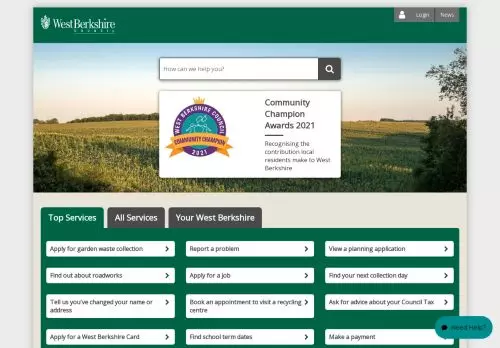 West Berkshire
COUNCIL
Login
News
How can we help you?
WEST BERKSHIRE COUNCIL
COMMUNITY CHAMPION
2021
Community
Champion
Awards 2021
Recognising the
contribution local
residents make to West
Berkshire
Top Services
All Services
Your West Berkshire
Apply for garden waste collection
Report a problem
View a planning application
Find out about roadworks
Apply for a job
Find your next collection day
Tell us you've changed your name or
address
Book an appointment to visit a recycling
centre
Ask for advice about your Council Tax
Apply for a West Berkshire Card
Find school term dates
Make a payment
Need Help?